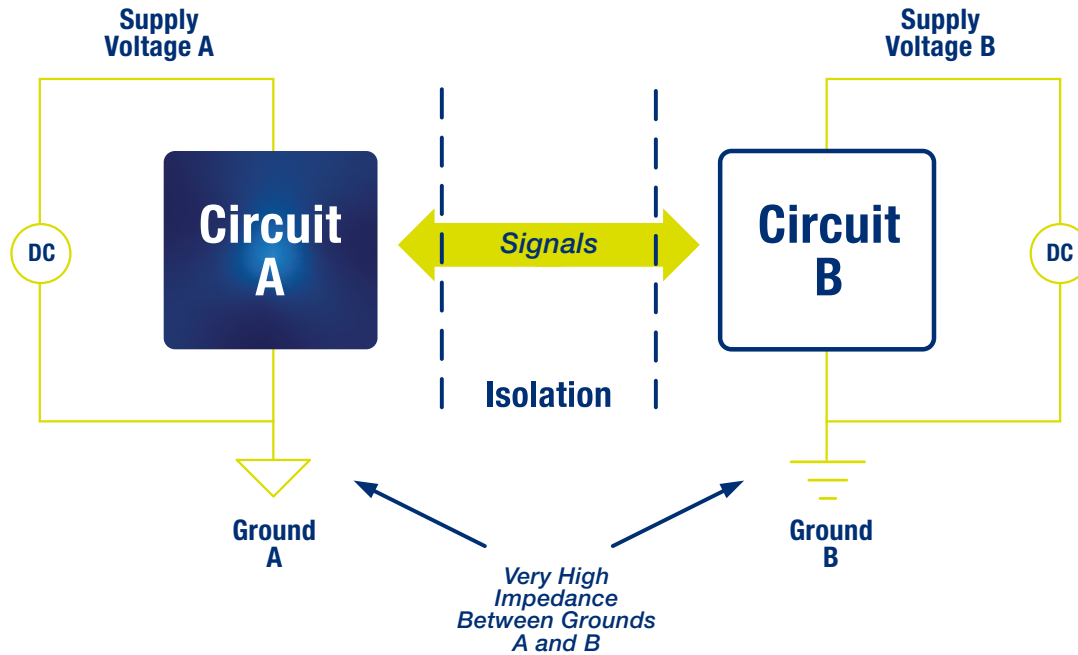 Supply
Voltage A
Supply
Voltage B
Circuit
A
DC
Signals
Circuit
B
DC
Isolation
Ground
A
Ground
B
Very High
Impedance
Between Grounds
A and B